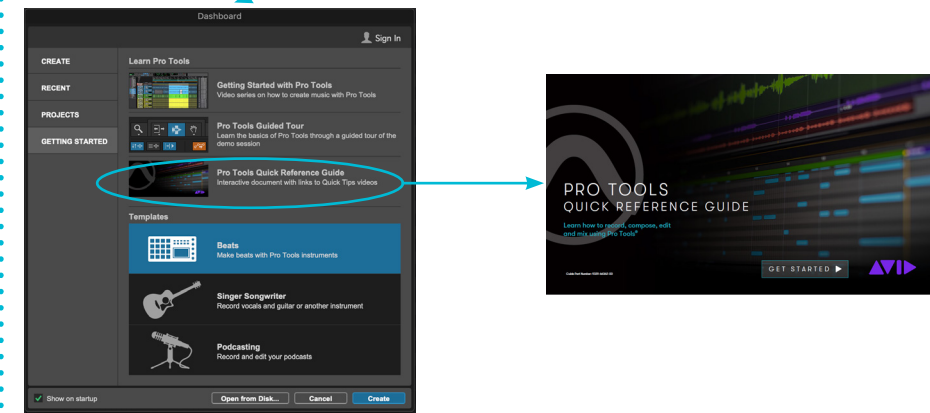 Dashboard
Sign In
CREATE
RECENT
PROJECTS
GETTING STARTED
Learn Pro Tools
Getting Started with Pro Tools
Video series on how to create music with Pro Tools
Pro Tools Guided Tour
Learn the basics of Pro Tools through a guided tour of the
demo session
Pro Tools Quick Reference Guide
Interactive document with links to Quick Tips videos
Templates
Beats
Make beats with Pro Tools instruments
Singer Songwriter
Record vocals and guitar or another instrument
Podcasting
Record and edit your podcasts
Show on startup
Open from Disk...
Cancel
Create
PRO TOOLS
QUICK REFERENCE GUIDE
Learn how to record, compose, edit
and mix using Pro Tools®
GET STARTED
AVID